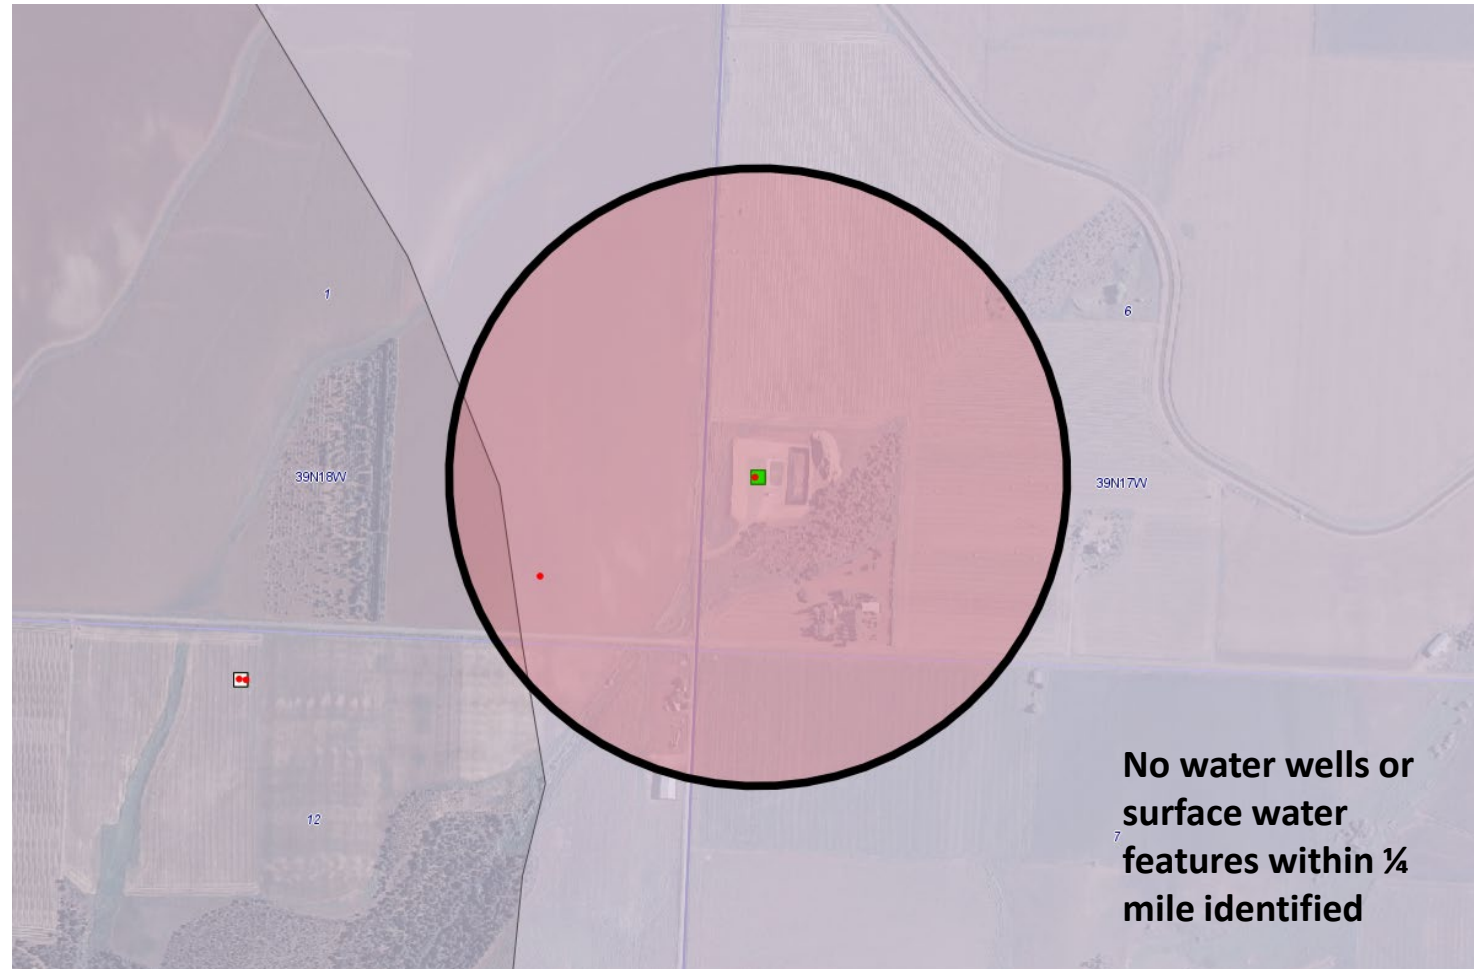 1
6
39N18W
39N17W
12
7
No water wells or
surface water
features within ¼
mile identified